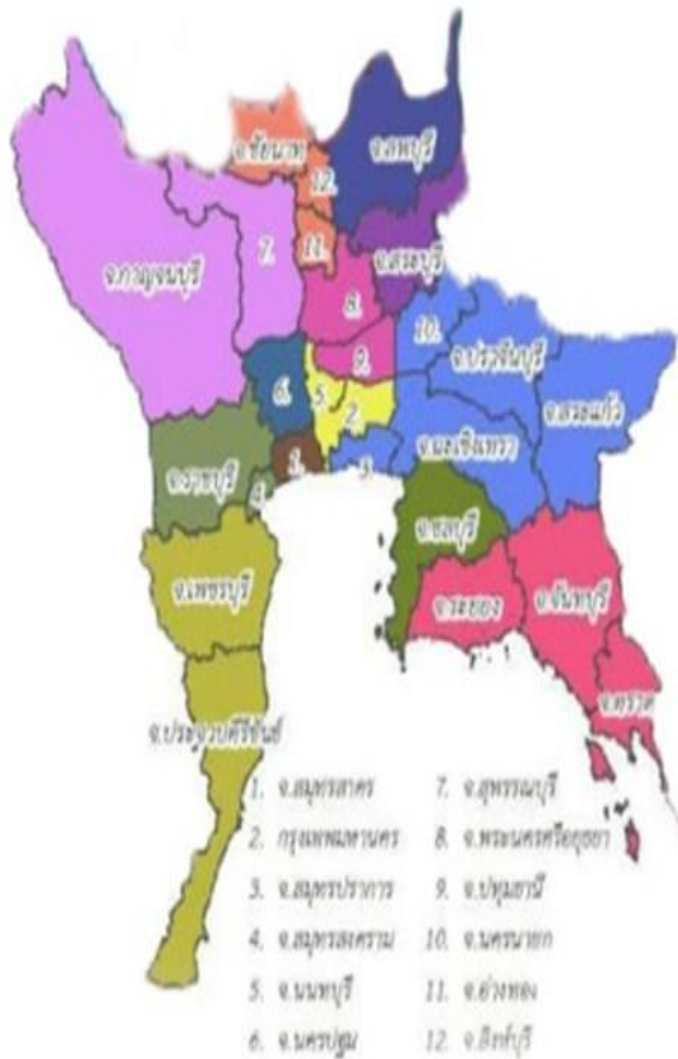 จ.ชัยนาท
จ.ลพบุรี
12.
11.
จ.สระบุรี
7.
จ.กาญจนบุรี
8.
10.
จ.ปราจีนบุรี
9.
6.
5.
2.
จ.สระแก้ว
จ.ฉะเชิงเทรา
1.
3.
จ.ราชบุรี
4.
จ.ชลบุรี
จ.เพชรบุรี
จ.ระยอง
จ.จันทบุรี
จ.ตราด
จ.ประจวบคีรีขันธ์
1. จ.สมุทรสาคร
2. กรุงเทพมหานคร
3. จ.สมุทรปราการ
4. จ.สมุทรสงคราม
5. จ.นนทบุรี
6. จ.นครปฐม
7. จ.สุพรรณบุรี
8. จ.พระนครศรีอยุธยา
9. จ.ปทุมธานี
10. จ.นครนายก
11. จ.อ่างทอง
12. จ.สิงห์บุรี